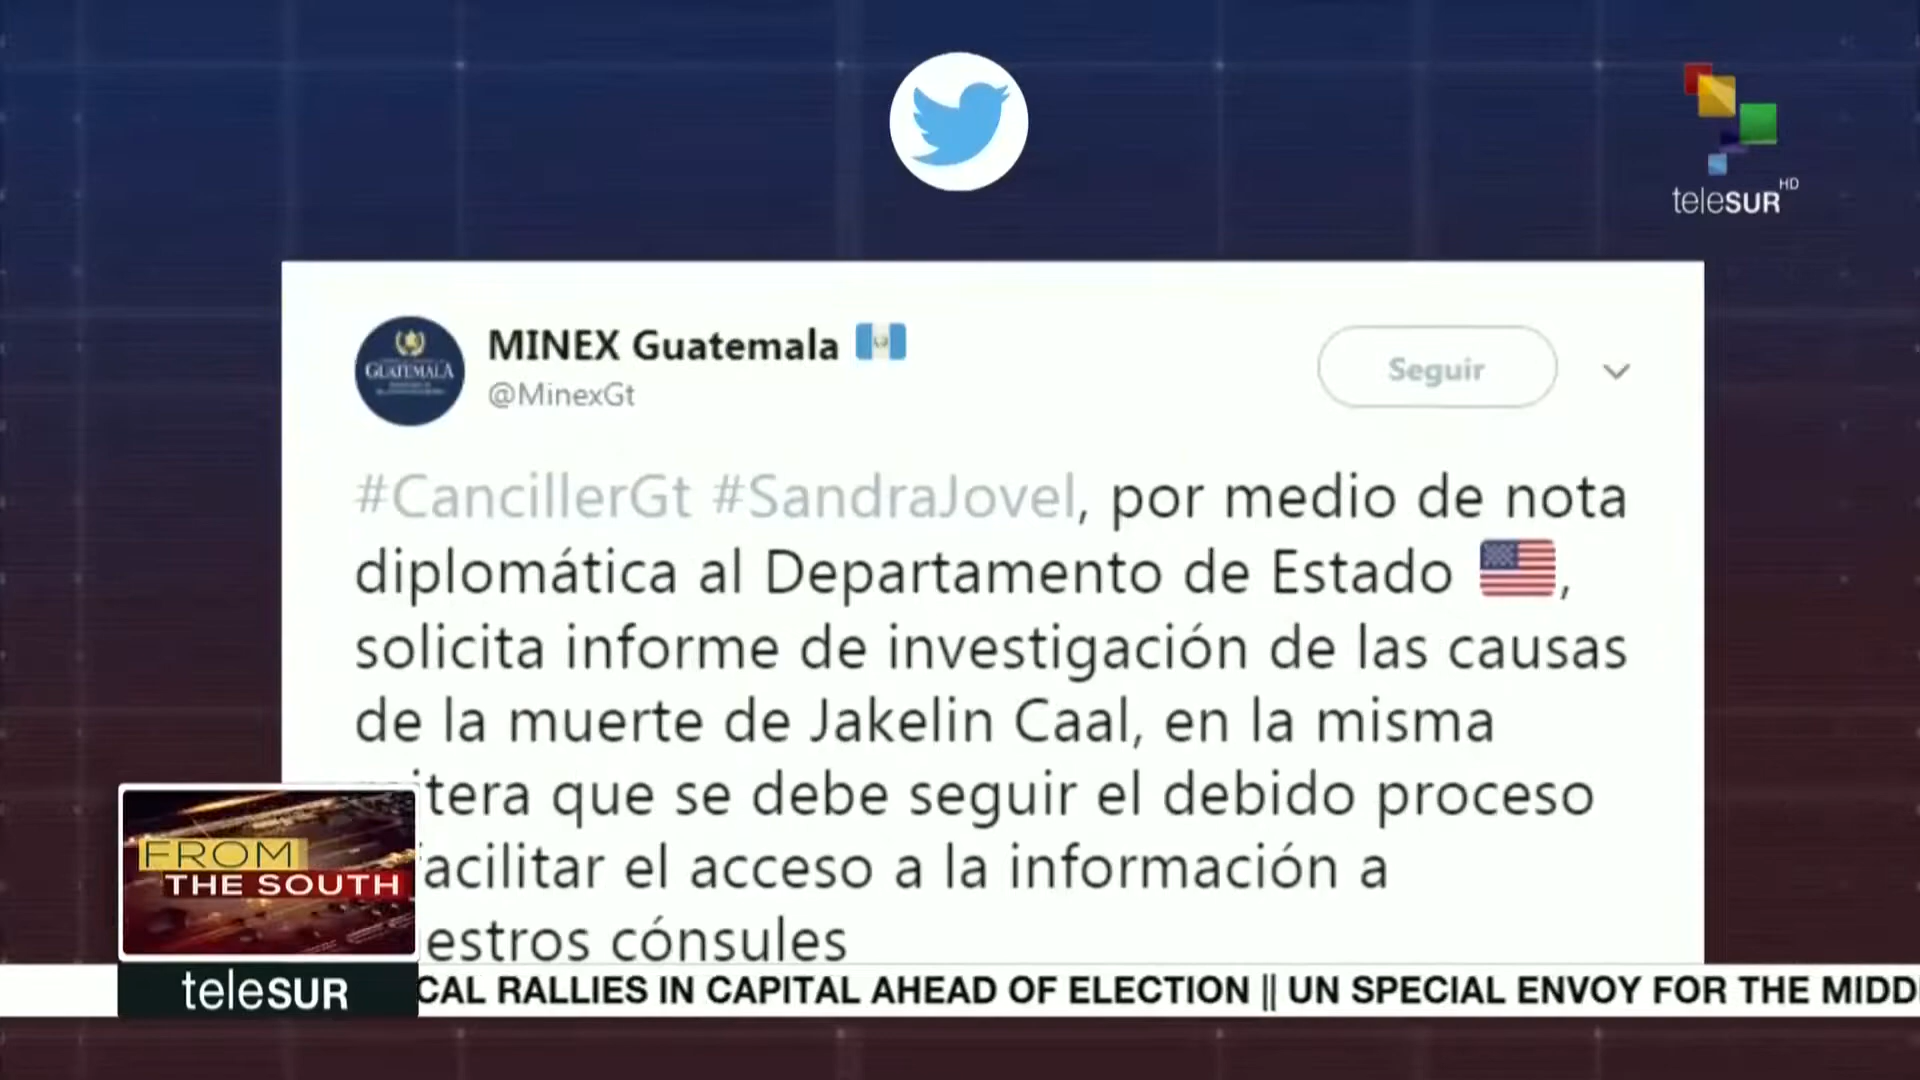 HD
teleSUR
MINEX Guatemala
@MinexGt
Seguir
GUATEMALA
#CancillerGt #SandraJovel, por medio de nota
diplomática al Departamento de Estado ,
solicita informe de investigación de las causas
de la muerte de Jakelin Caal, en la misma
tera que se debe seguir el debido proceso
acilitar el acceso a la información a
estros cónsules
FROM
THE SOUTH
teleSUR
CAL RALLIES IN CAPITAL AHEAD OF ELECTION || UN SPECIAL ENVOY FOR THE MIDD